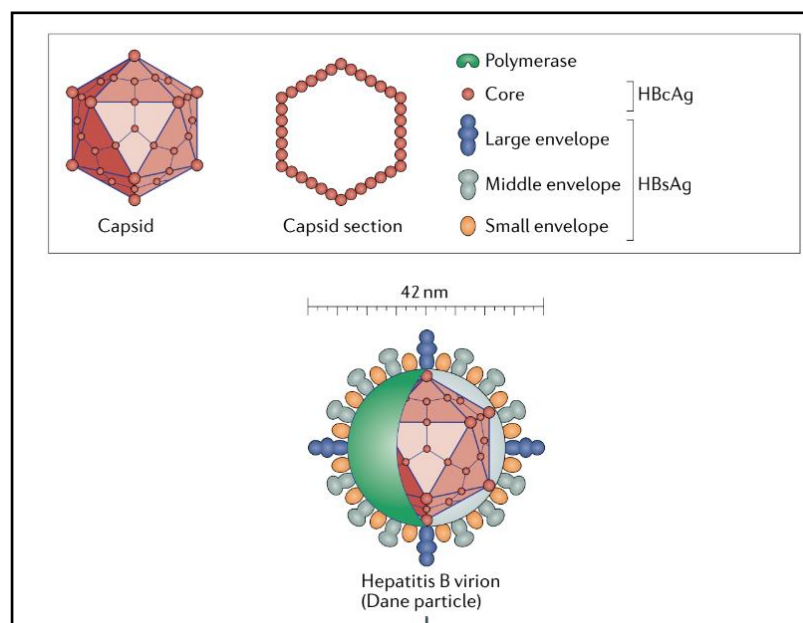 Polymerase
Core
HBcAg
Large envelope
Middle envelope
HBsAg
Small envelope
Capsid
Capsid section
42 nm
Hepatitis B virion
(Dane particle)